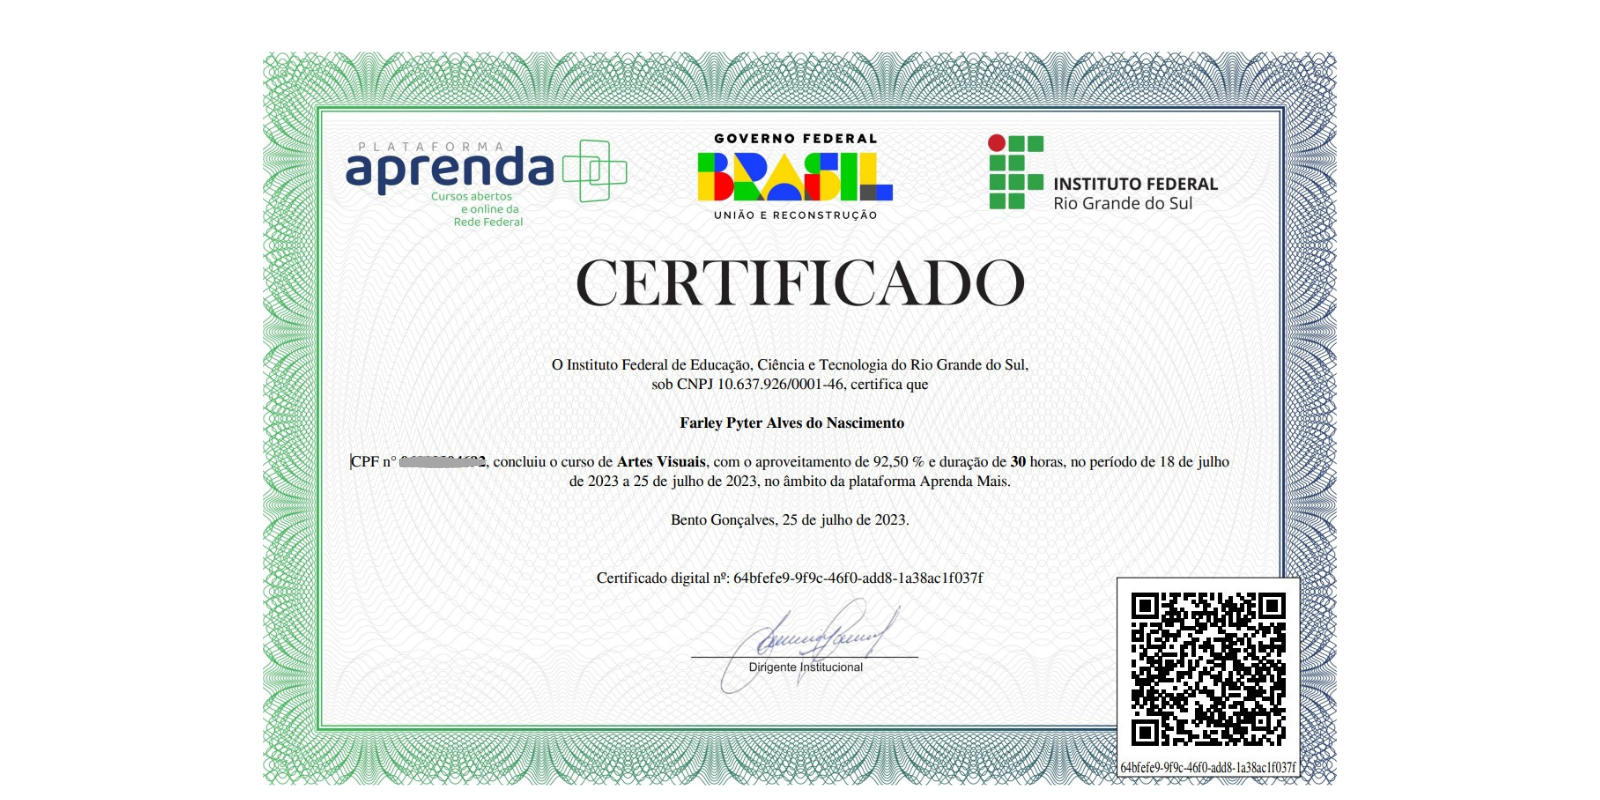 PLATAFORMA
aprenda
Cursos abertos
e online da
Rede Federal
GOVERNO FEDERAL
BRASIL
UNIÃO E RECONSTRUÇÃO
INSTITUTO FEDERAL
Rio Grande do Sul
CERTIFICADO
O Instituto Federal de Educação, Ciência e Tecnologia do Rio Grande do Sul,
sob CNPJ 10.637.926/0001-46, certifica que
Farley Pyter Alves do Nascimento
CPF n° , concluiu o curso de Artes Visuais, com o aproveitamento de 92,50 % e duração de 30 horas, no período de 18 de julho
de 2023 a 25 de julho de 2023, no âmbito da plataforma Aprenda Mais.
Bento Gonçalves, 25 de julho de 2023.
Certificado digital nº: 64bfefe9-9f9c-46f0-add8-1a38ac1f037f
Dirigente Institucional
64bfefe9-9f9c-46f0-add8-1a38ac1f037f